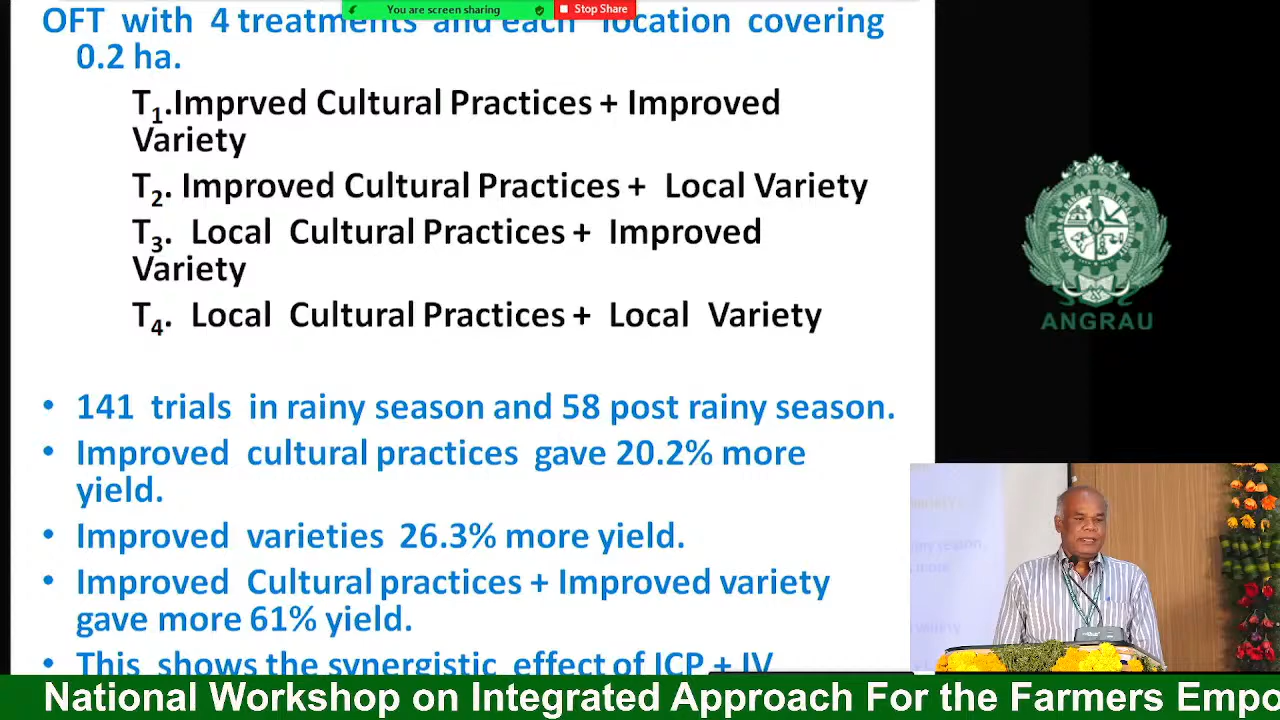 You are screen sharing
Stop Share
OFT with 4 treatments and each location covering
0.2 ha.
T1.Imprved Cultural Practices + Improved
Variety
T2. Improved Cultural Practices + Local Variety
T3. Local Cultural Practices + Improved
Variety
T4. Local Cultural Practices + Local Variety
• 141 trials in rainy season and 58 post rainy season.
• Improved cultural practices gave 20.2% more
yield.
• Improved varieties 26.3% more yield.
• Improved Cultural practices + Improved variety
gave more 61% yield.
• This shows the synergistic effect of ICP + IV
ANGRAU
National Workshop on Integrated Approach For the Farmers Empo